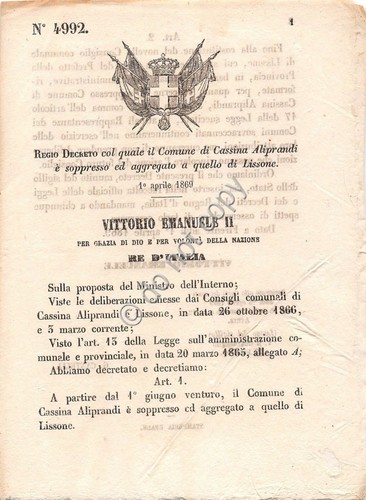 N° 4992.
1
REGIO DECRETO col quale il Comune di Cassina Aliprandi
è soppresso ed aggregato a quello di Lissone.
1° aprile 1869
VITTORIO EMANUELE II
PER GRAZIA DI DIO E PER VOLONTÀ DELLA NAZIONE
RE D'ITALIA
Sulla proposta del Ministro dell'Interno;
Viste le deliberazioni emesse dai Consigli comunali di
Cassina Aliprandi e Lissone, in data 26 ottobre 1866,
e 5 marzo corrente;
Visto l'art. 15 della Legge sull'amministrazione co-
munale e provinciale, in data 20 marzo 1865, allegato A;
Abbiamo decretato e decretiamo:
Art. 1.
A partire dal 1° giugno venturo, il Comune di
Cassina Aliprandi è soppresso ed aggregato a quello di
Lissone.
do not copy